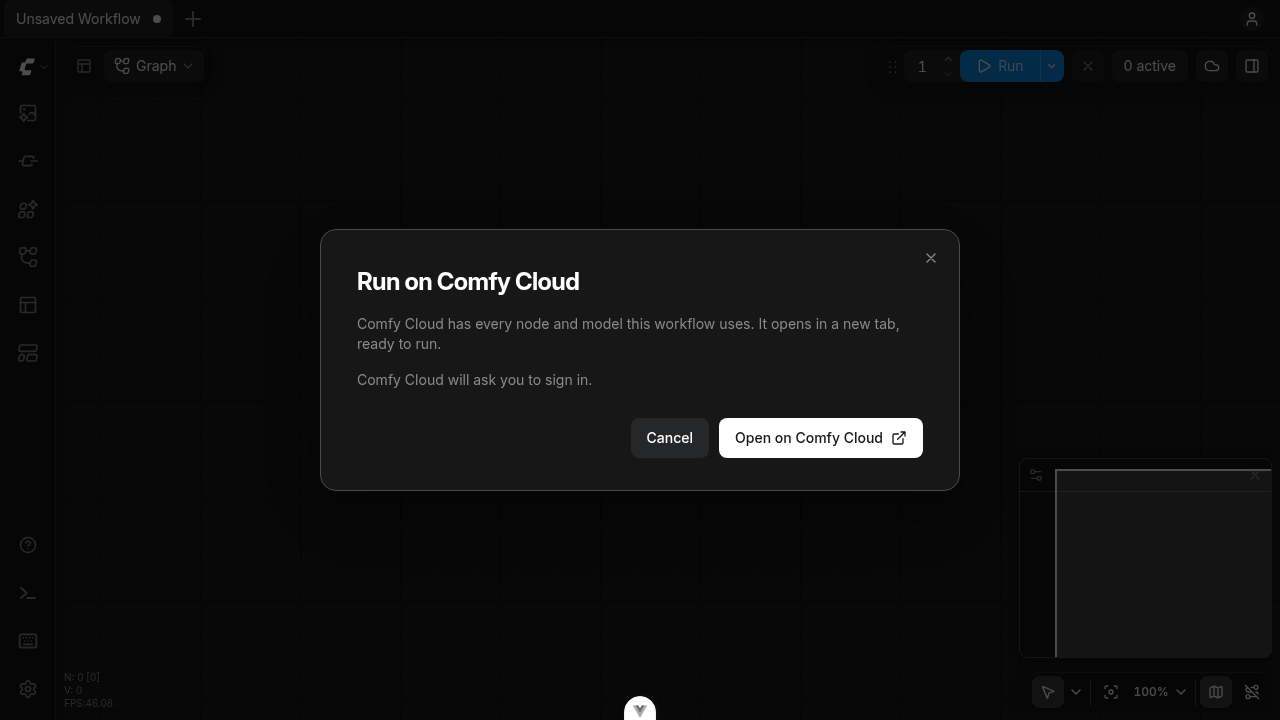 Unsaved Workflow
Graph
1
Run
0 active
Run on Comfy Cloud
Comfy Cloud has every node and model this workflow uses. It opens in a new tab,
ready to run.
Comfy Cloud will ask you to sign in.
Cancel
Open on Comfy Cloud
N: 0 [0]
V: 0
FPS:46.08
100%